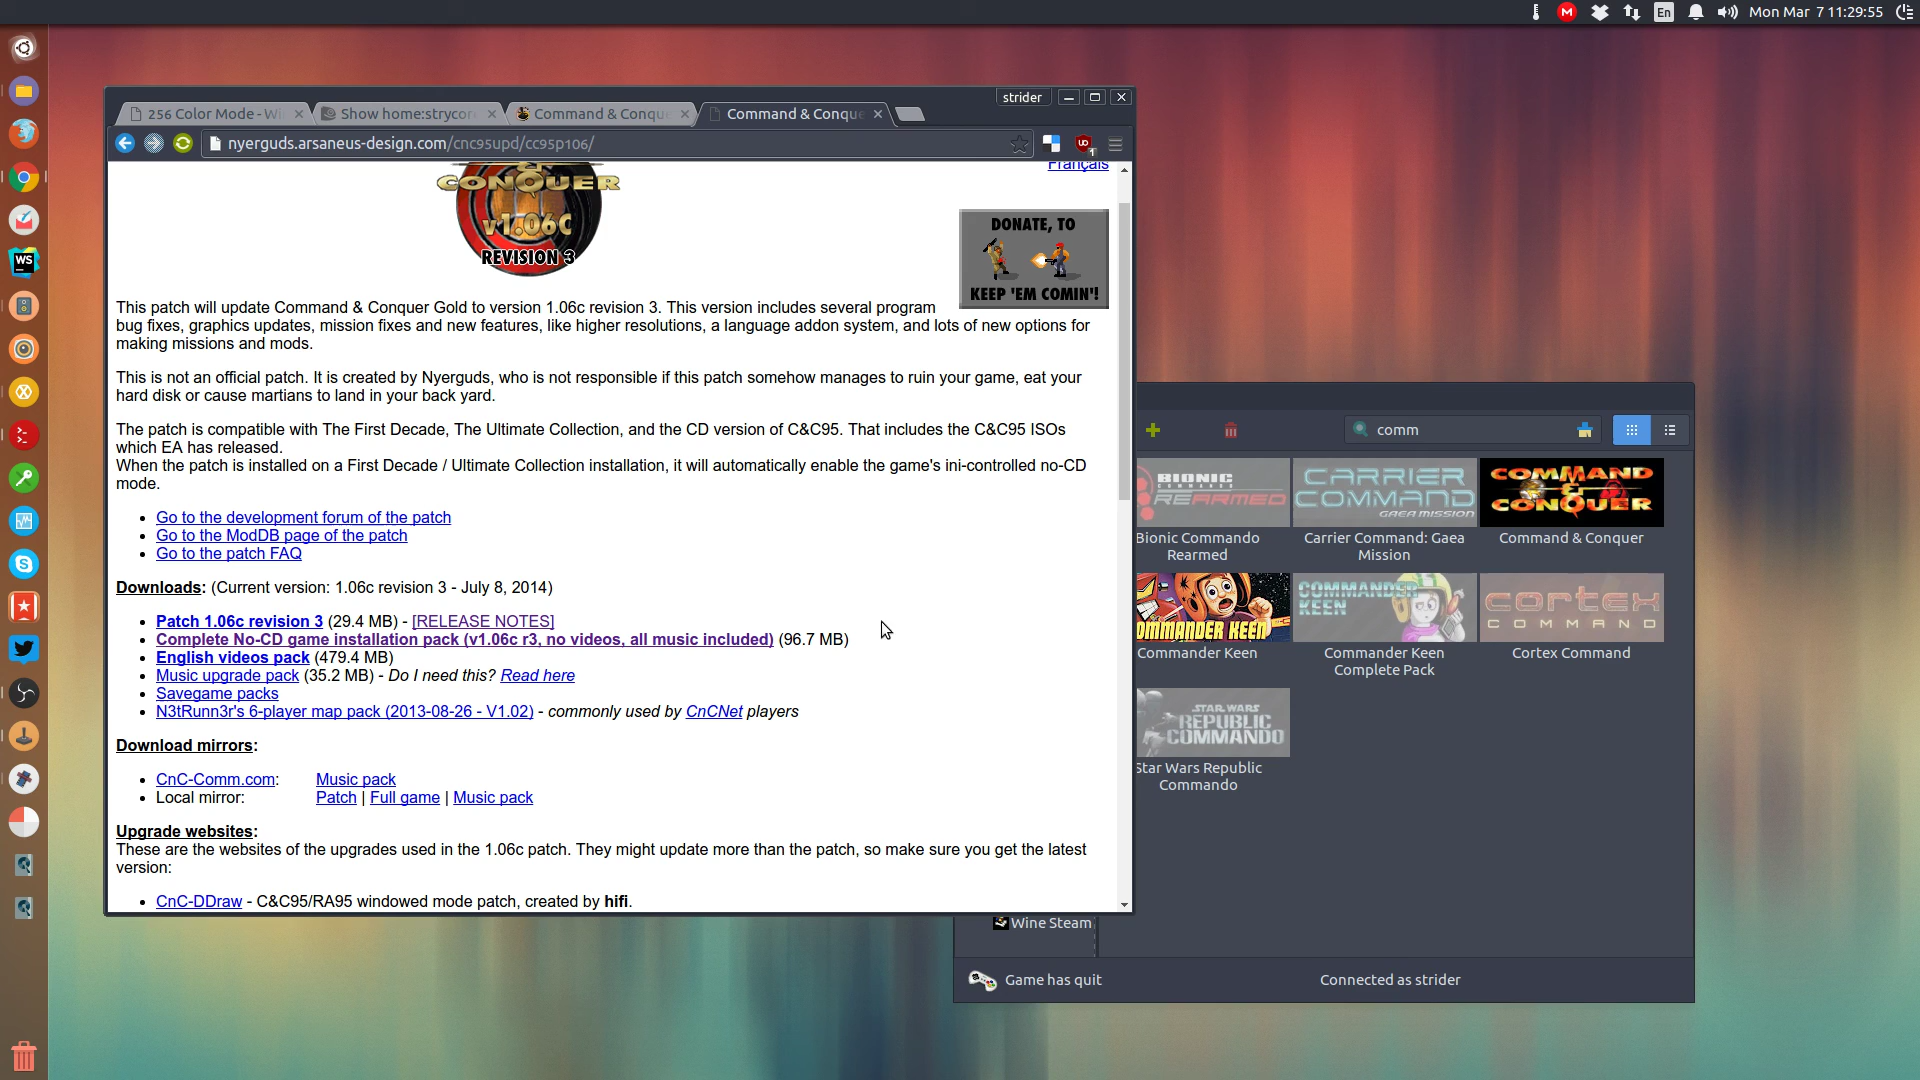 En
Mon Mar 7 11:29:55
strider
256 Color Mode - Wi
Show home:strycor
Command & Conque
Command & Conque
nyerguds.arsaneus-design.com/cnc95upd/cc95p106/
Français
CONQUER
v1.06C
REVISION 3
DONATE, TO
KEEP 'EM COMIN'!
This patch will update Command & Conquer Gold to version 1.06c revision 3. This version includes several program
bug fixes, graphics updates, mission fixes and new features, like higher resolutions, a language addon system, and lots of new options for
making missions and mods.
This is not an official patch. It is created by Nyerguds, who is not responsible if this patch somehow manages to ruin your game, eat your
hard disk or cause martians to land in your back yard.
The patch is compatible with The First Decade, The Ultimate Collection, and the CD version of C&C95. That includes the C&C95 ISOs
which EA has released.
When the patch is installed on a First Decade / Ultimate Collection installation, it will automatically enable the game's ini-controlled no-CD
mode.
Go to the development forum of the patch
Go to the ModDB page of the patch
Go to the patch FAQ
Downloads: (Current version: 1.06c revision 3 - July 8, 2014)
Patch 1.06c revision 3 (29.4 MB) - [RELEASE NOTES]
Complete No-CD game installation pack (v1.06c r3, no videos, all music included) (96.7 MB)
English videos pack (479.4 MB)
Music upgrade pack (35.2 MB) - Do I need this? Read here
Savegame packs
N3tRunn3r's 6-player map pack (2013-08-26 - V1.02) - commonly used by CnCNet players
Download mirrors:
CnC-Comm.com: Music pack
Local mirror: Patch | Full game | Music pack
Upgrade websites:
These are the websites of the upgrades used in the 1.06c patch. They might update more than the patch, so make sure you get the latest
version:
CnC-DDraw - C&C95/RA95 windowed mode patch, created by hifi.
comm
BIONIC
COMMANDO
REARMED
CARRIER
COMMAND
GAEA MISSION
COMMAND
&
CONQUER
Bionic Commando
Rearmed
Carrier Command: Gaea
Mission
Command & Conquer
OMMANDER KEEN
COMMANDER
KEEN
cortex
COMMAND
Commander Keen
Commander Keen
Complete Pack
Cortex Command
STAR WARS
REPUBLIC
COMMANDO
Star Wars Republic
Commando
Wine Steam
Game has quit
Connected as strider
WS